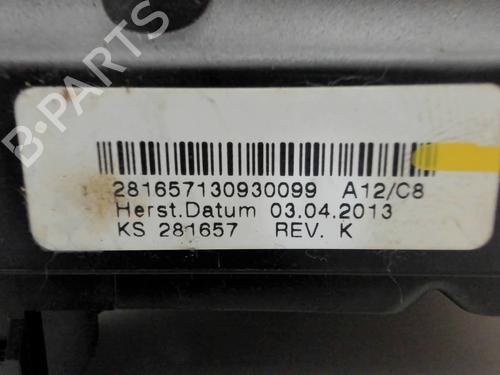 B-PARTS
281657130930099 A12/C8
Herst.Datum 03.04.2013
KS 281657 REV. K